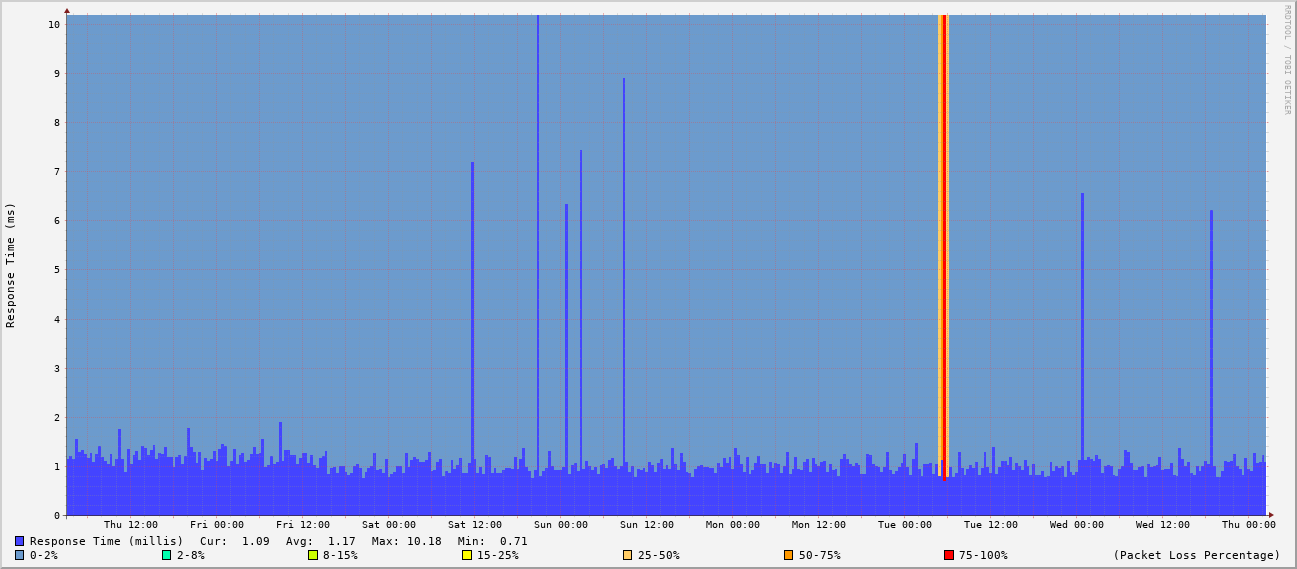 RRDTOOL / TOBI OETIKER
Response Time (ms)
10
9
8
7
6
5
4
3
2
1
0
Thu 12:00 Fri 00:00 Fri 12:00 Sat 00:00 Sat 12:00 Sun 00:00 Sun 12:00 Mon 00:00 Mon 12:00 Tue 00:00 Tue 12:00 Wed 00:00 Wed 12:00 Thu 00:00
Response Time (millis) Cur: 1.09 Avg: 1.17 Max: 10.18 Min: 0.71
0-2% 2-8% 8-15% 15-25% 25-50% 50-75% 75-100% (Packet Loss Percentage)